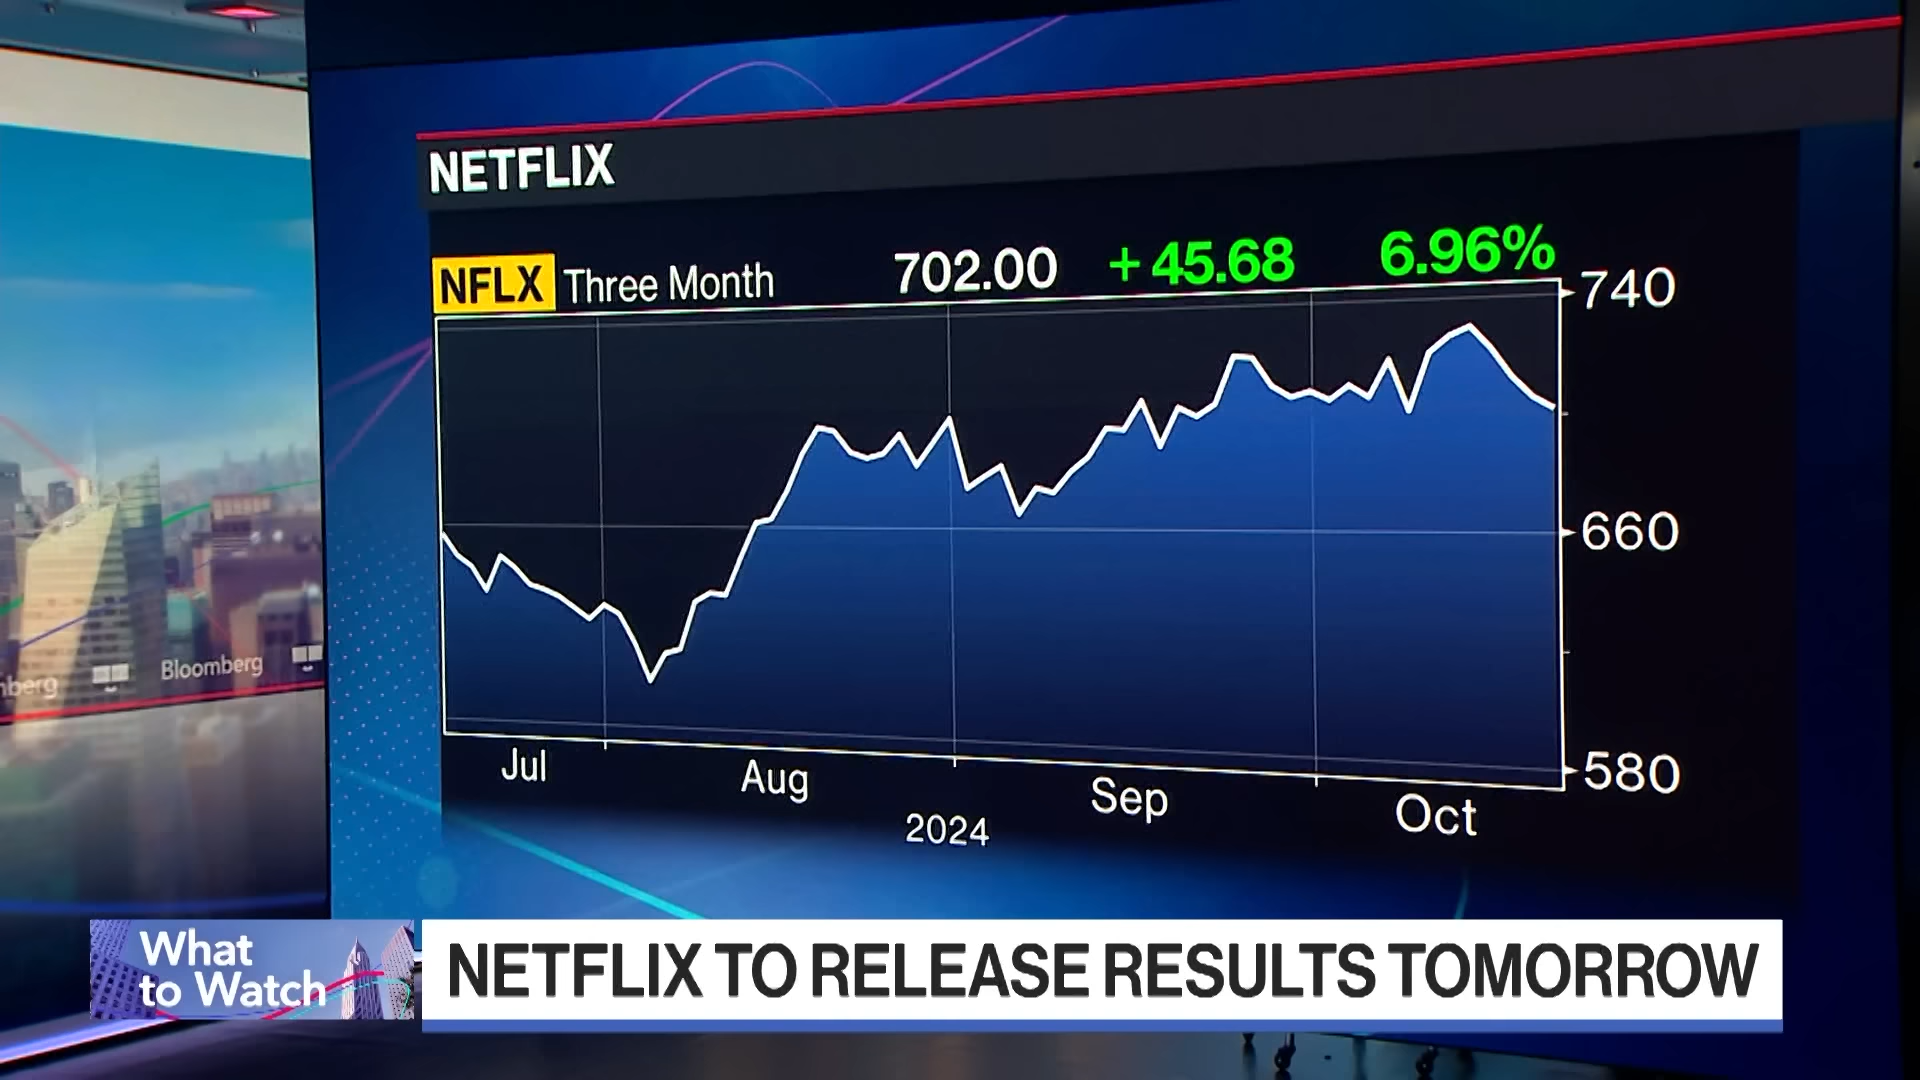 NETFLIX
NFLX Three Month 702.00 +45.68 6.96%
740
660
580
Jul Aug Sep Oct
2024
Bloomberg
What
to Watch
NETFLIX TO RELEASE RESULTS TOMORROW